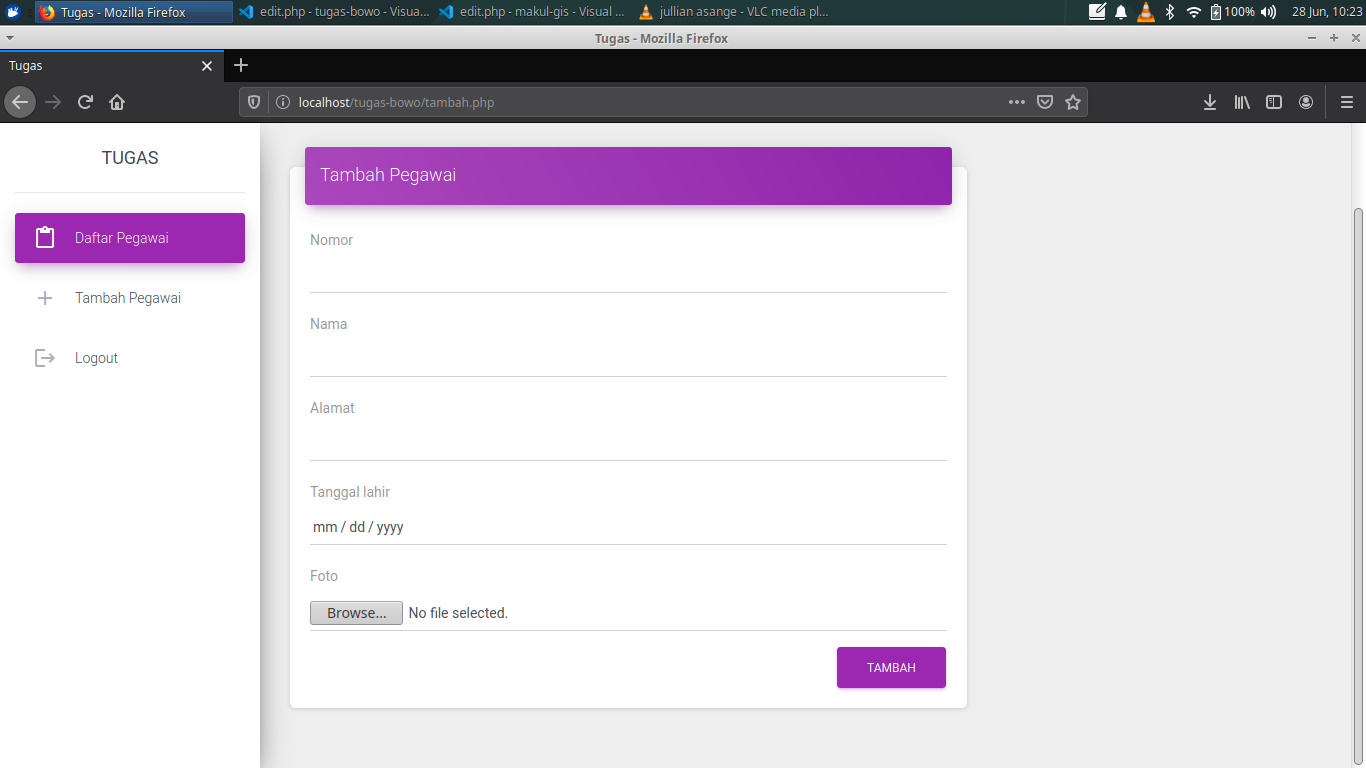 Tugas - Mozilla Firefox
edit.php - tugas-bowo - Visua...
edit.php - makul-gis - Visual ...
jullian asange - VLC media pl...
100%
28 Jun, 10:23
Tugas - Mozilla Firefox
Tugas
localhost/tugas-bowo/tambah.php
TUGAS
Daftar Pegawai
Tambah Pegawai
Logout
Tambah Pegawai
Nomor
Nama
Alamat
Tanggal lahir
mm / dd / yyyy
Foto
Browse... No file selected.
TAMBAH